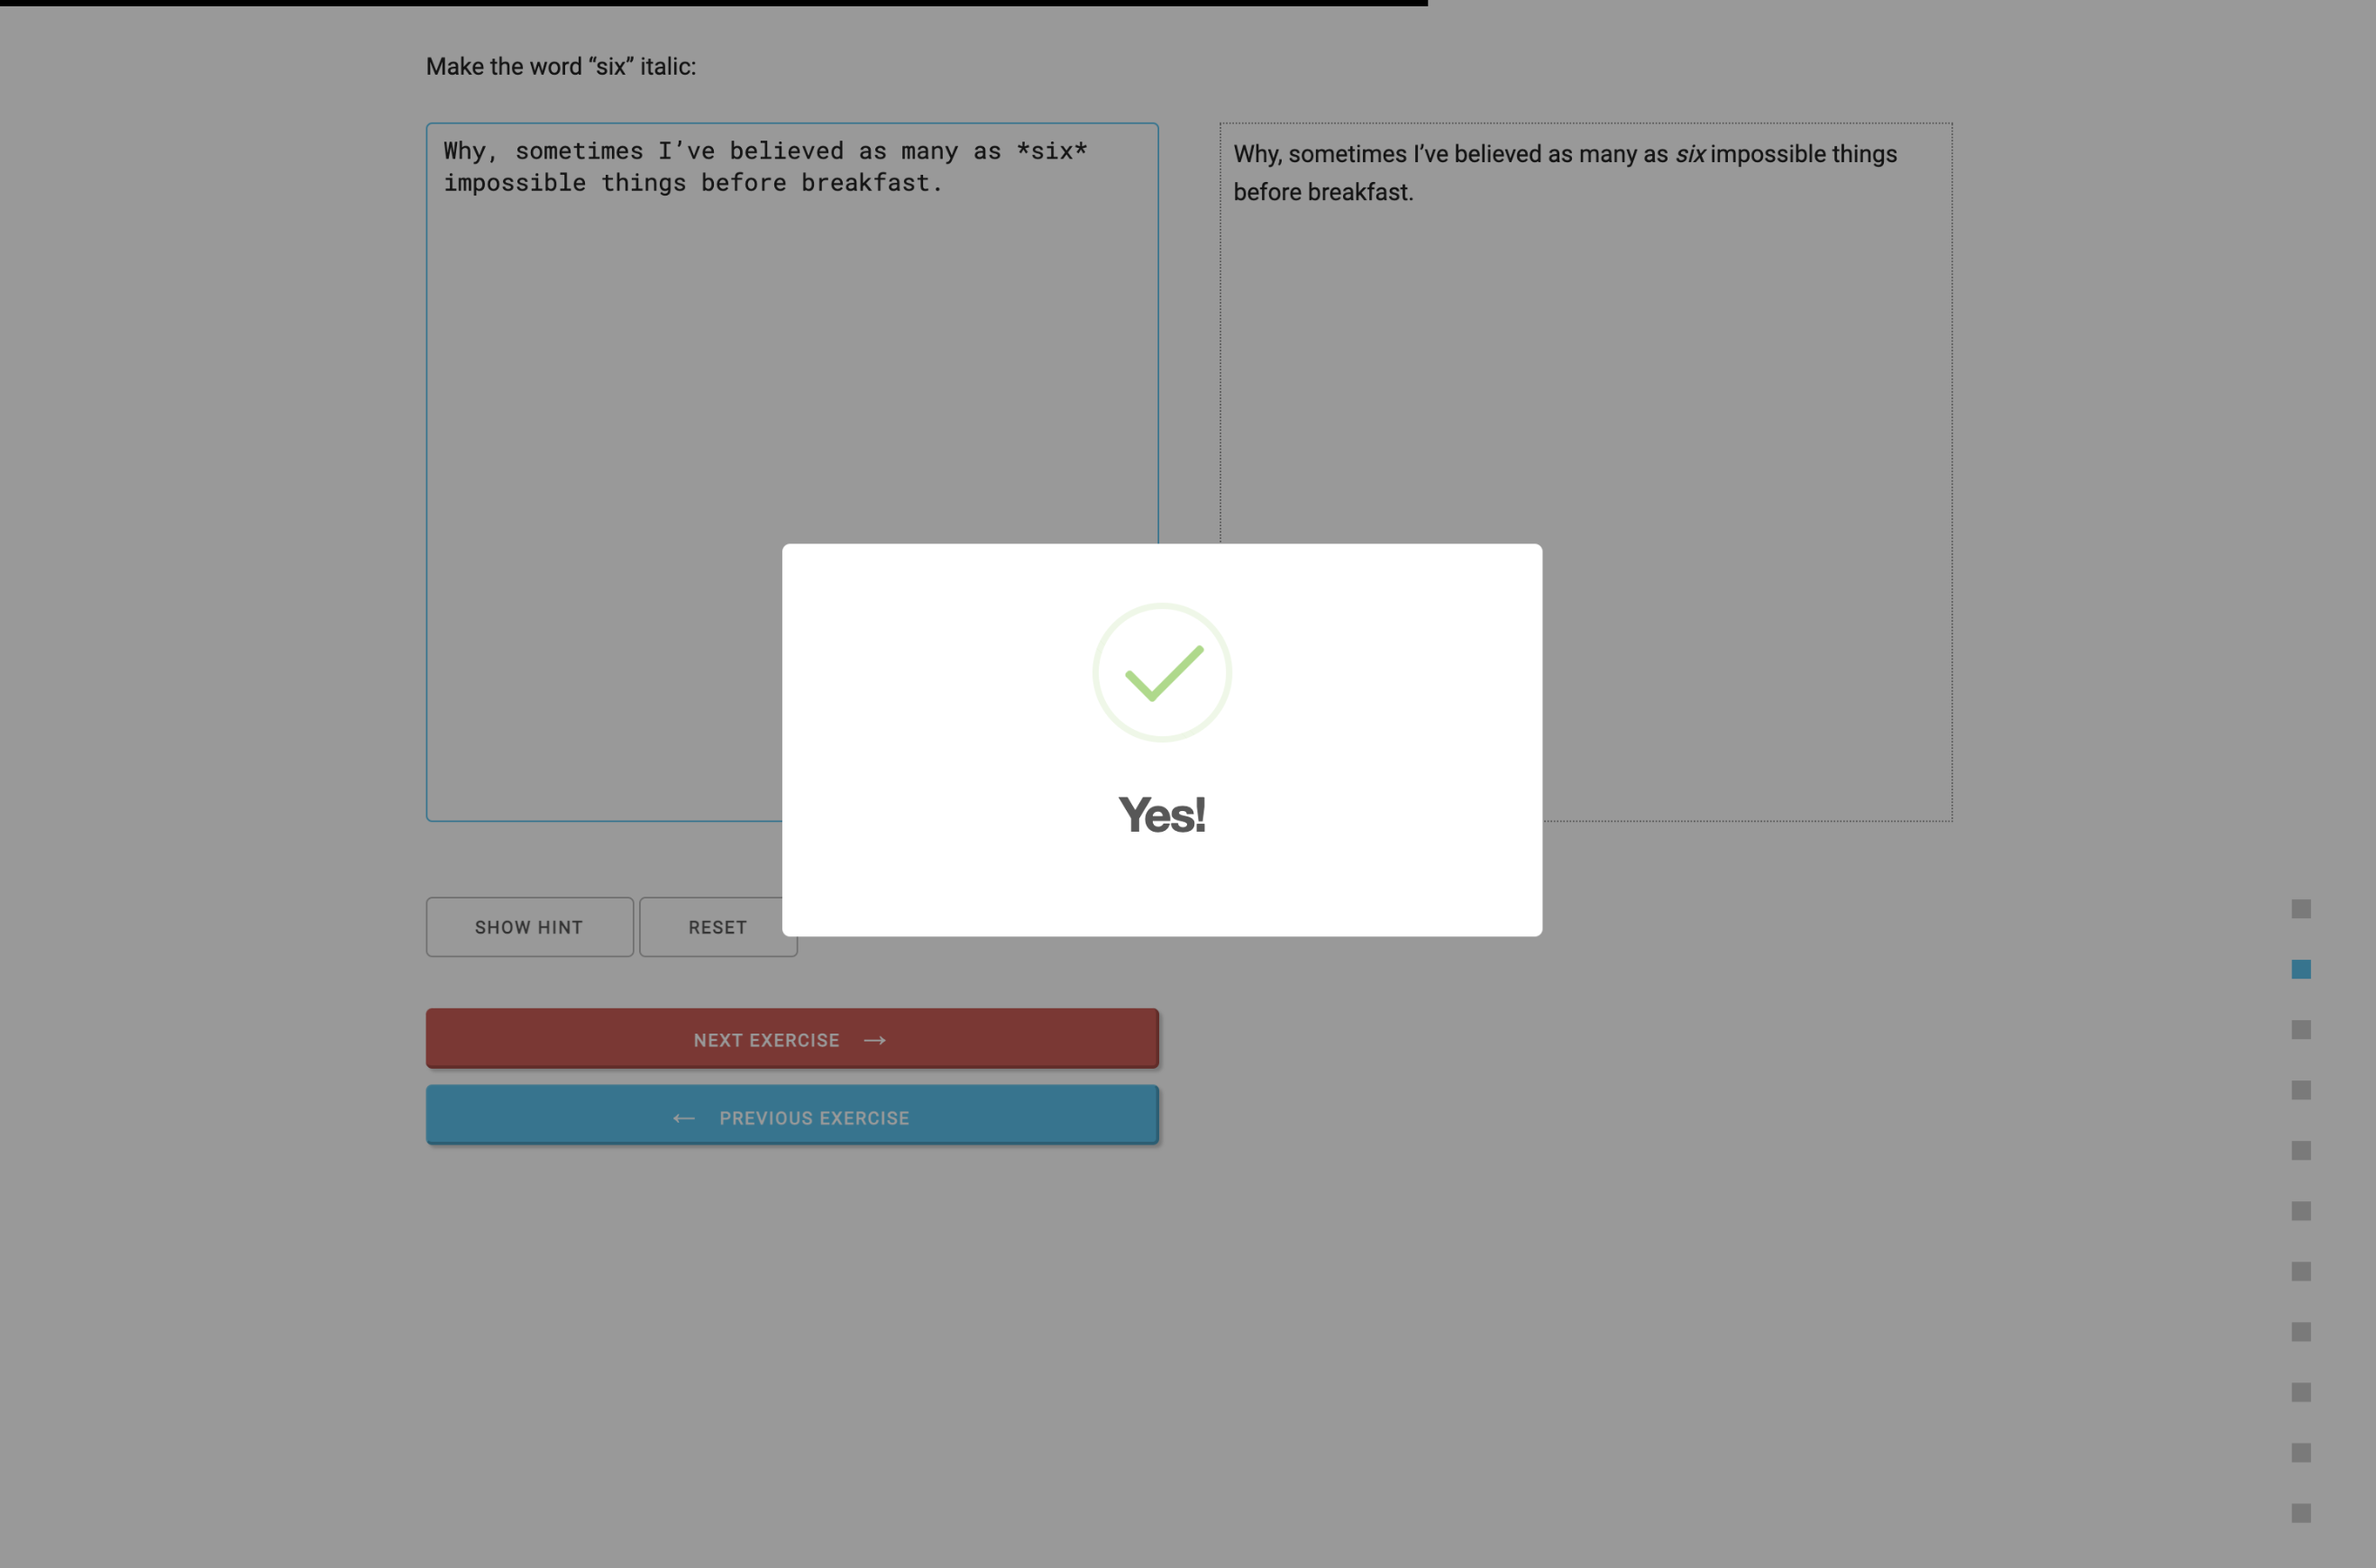 Make the word “six” italic:
Why, sometimes I’ve believed as many as *six*
impossible things before breakfast.
Why, sometimes I’ve believed as many as six impossible things
before breakfast.
Yes!
SHOW HINT
RESET
NEXT EXERCISE →
← PREVIOUS EXERCISE